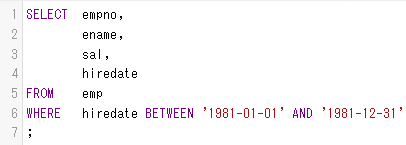 1 SELECT empno,
2 ename,
3 sal,
4 hiredate
5 FROM emp
6 WHERE hiredate BETWEEN '1981-01-01' AND '1981-12-31'
7 ;